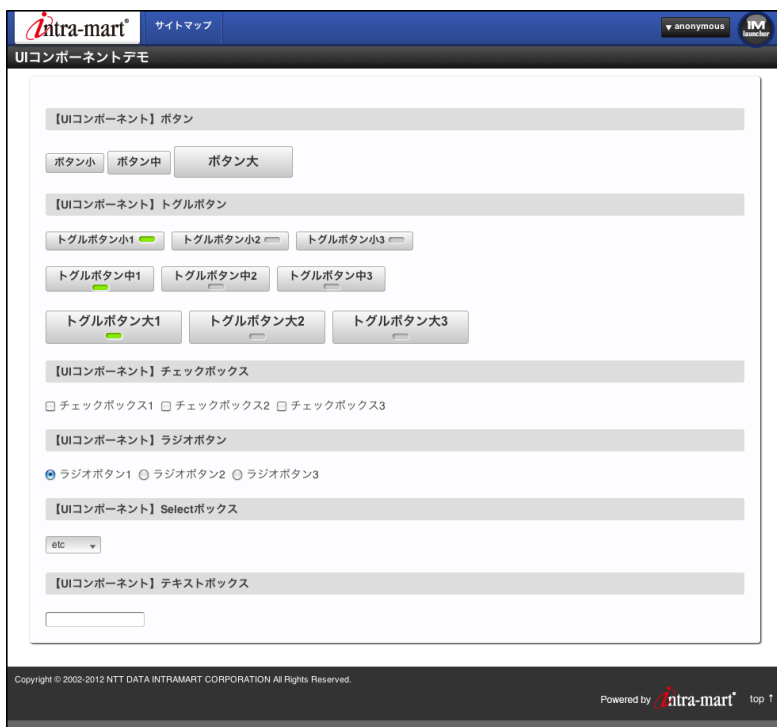 intra-mart® サイトマップ ▼anonymous IM launcher
UIコンポーネントデモ
【UIコンポーネント】ボタン
ボタン小 ボタン中 ボタン大
【UIコンポーネント】トグルボタン
トグルボタン小1 トグルボタン小2 トグルボタン小3
トグルボタン中1 トグルボタン中2 トグルボタン中3
トグルボタン大1 トグルボタン大2 トグルボタン大3
【UIコンポーネント】チェックボックス
チェックボックス1 チェックボックス2 チェックボックス3
【UIコンポーネント】ラジオボタン
ラジオボタン1 ラジオボタン2 ラジオボタン3
【UIコンポーネント】Selectボックス
etc
【UIコンポーネント】テキストボックス
Copyright © 2002-2012 NTT DATA INTRAMART CORPORATION All Rights Reserved.
Powered by intra-mart® top ↑